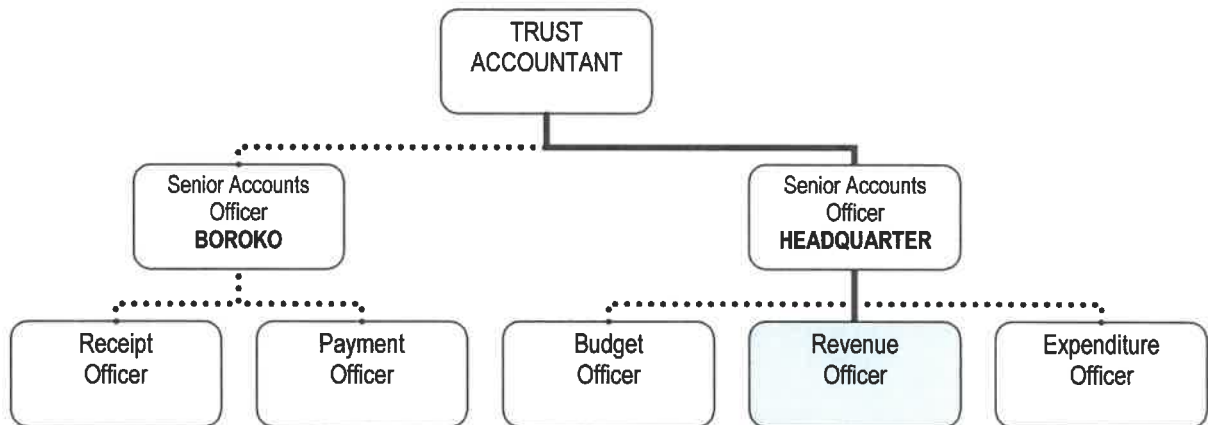 TRUST
ACCOUNTANT
Senior Accounts
Officer
BOROKO
Senior Accounts
Officer
HEADQUARTER
Receipt
Officer
Payment
Officer
Budget
Officer
Revenue
Officer
Expenditure
Officer